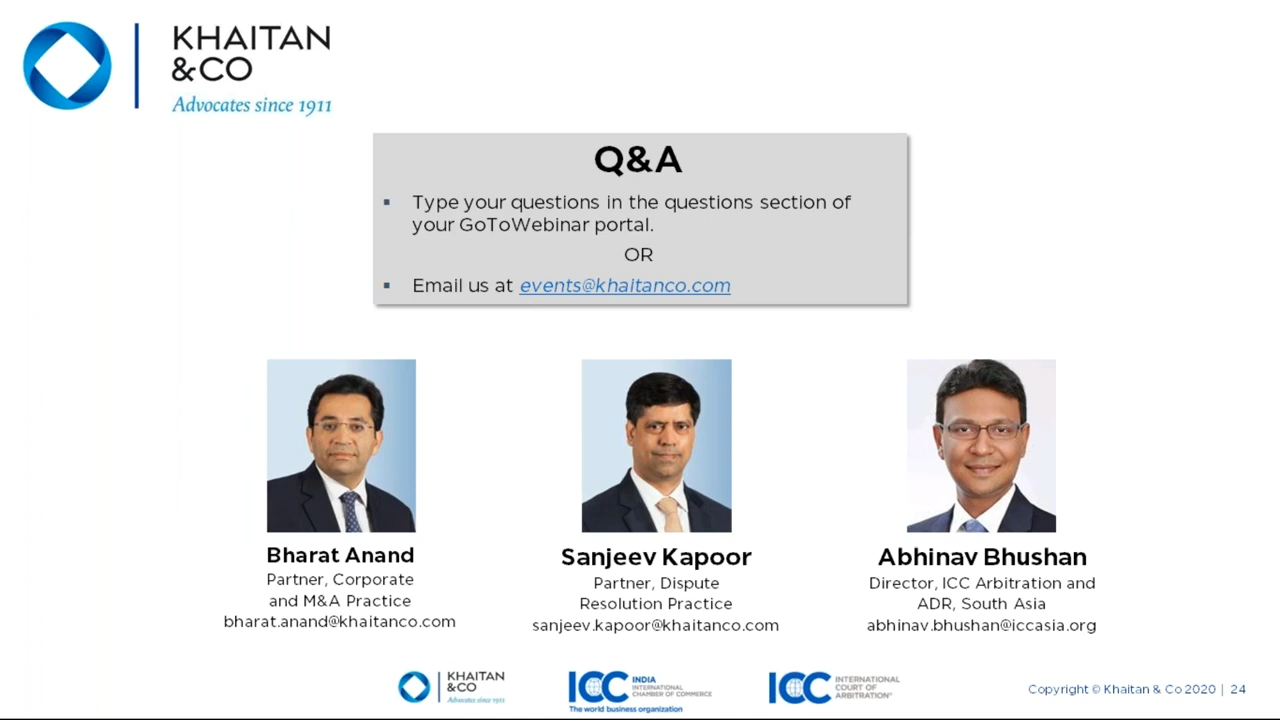 KHAITAN
&CO
Advocates since 1911
Q&A
▪ Type your questions in the questions section of
your GoToWebinar portal.
OR
▪ Email us at events@khaitanco.com
Bharat Anand
Partner, Corporate
and M&A Practice
bharat.anand@khaitanco.com
Sanjeev Kapoor
Partner, Dispute
Resolution Practice
sanjeev.kapoor@khaitanco.com
Abhinav Bhushan
Director, ICC Arbitration and
ADR, South Asia
abhinav.bhushan@iccasia.org
KHAITAN
&CO
Advocates since 1911
ICC INDIA
INTERNATIONAL
CHAMBER OF COMMERCE
The world business organization
ICC INTERNATIONAL
COURT OF
ARBITRATION®
Copyright © Khaitan & Co 2020 | 24